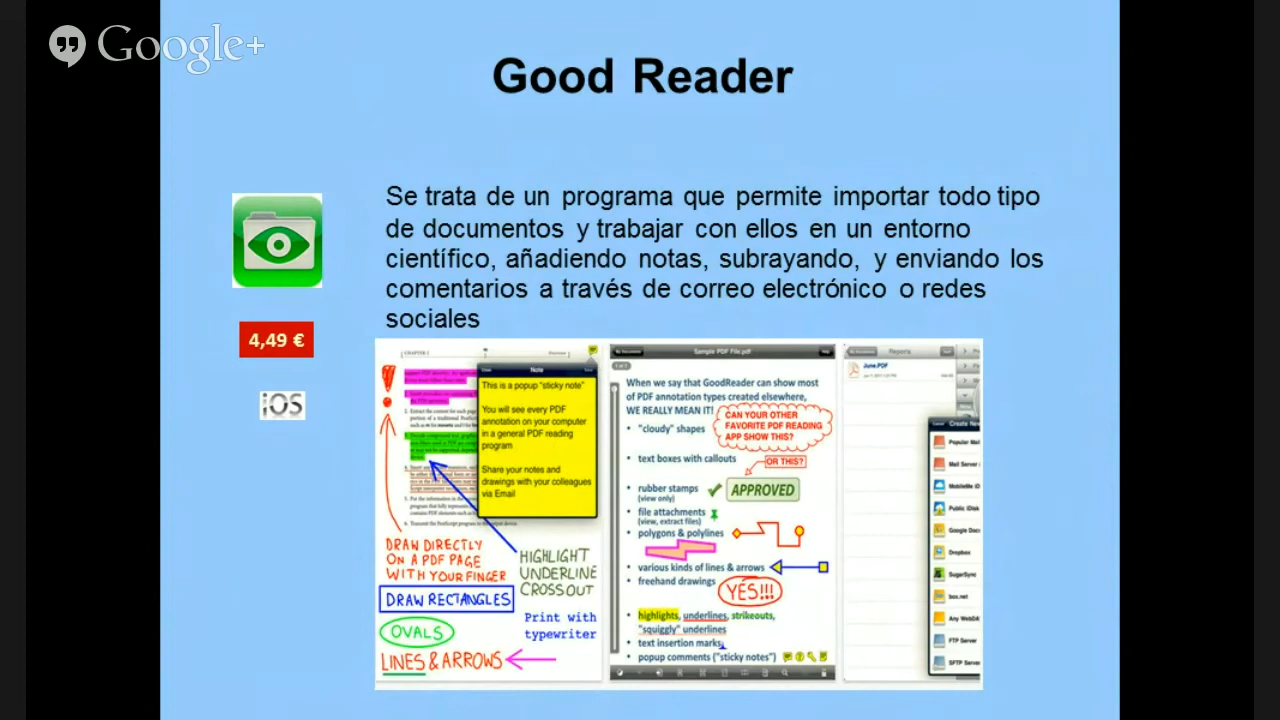 Google+
Good Reader
Se trata de un programa que permite importar todo tipo
de documentos y trabajar con ellos en un entorno
científico, añadiendo notas, subrayando, y enviando los
comentarios a través de correo electrónico o redes
sociales
4,49 €
iOS
CHAPTER 2
Note
This is a popup "sticky note"
You will see every PDF
annotation on your computer
in a general PDF reading
program
Share your notes and
drawings with your colleagues
via Email
DRAW DIRECTLY
ON A PDF PAGE
WITH YOUR FINGER
DRAW RECTANGLES
OVALS
LINES & ARROWS
HIGHLIGHT
UNDERLINE
CROSS OUT
Print with
typewriter
Sample PDF File.pdf
When we say that GoodReader can show most
of PDF annotation types created elsewhere,
WE REALLY MEAN IT!
CAN YOUR OTHER
FAVORITE PDF READING
APP SHOW THIS?
• "cloudy" shapes
• text boxes with callouts
OR THIS?
• rubber stamps
(view only)
APPROVED
• file attachments
(view, extract files)
• polygons & polylines
• various kinds of lines & arrows
• freehand drawings
YES!!!
• highlights, underlines, strikeouts,
"squiggly" underlines
• text insertion marks
• popup comments ("sticky notes")
Reports
June.PDF
Create New
Popular Mail
Mail Server
MobileMe iD
Public iDisk
Google Doc
Dropbox
SugarSync
box.net
Any WebDA
FTP Server
SFTP Server